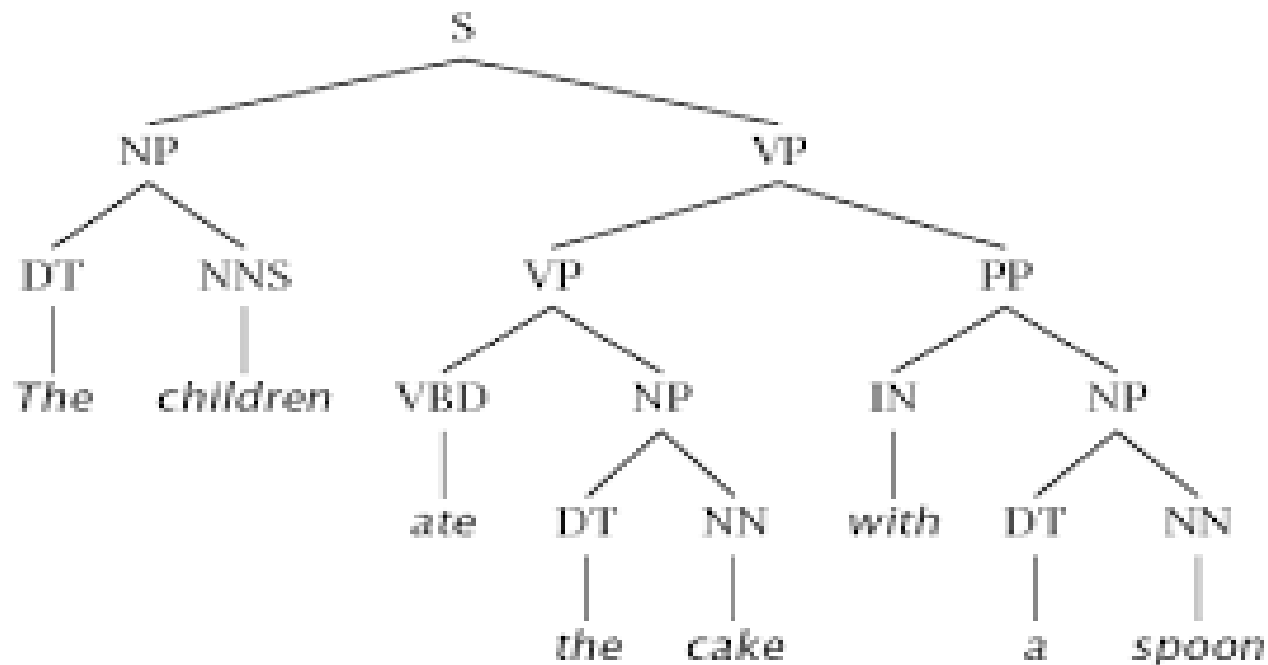 S
NP VP
DT NNS VP PP
The children VBD NP IN NP
ate DT NN with DT NN
the cake a spoon